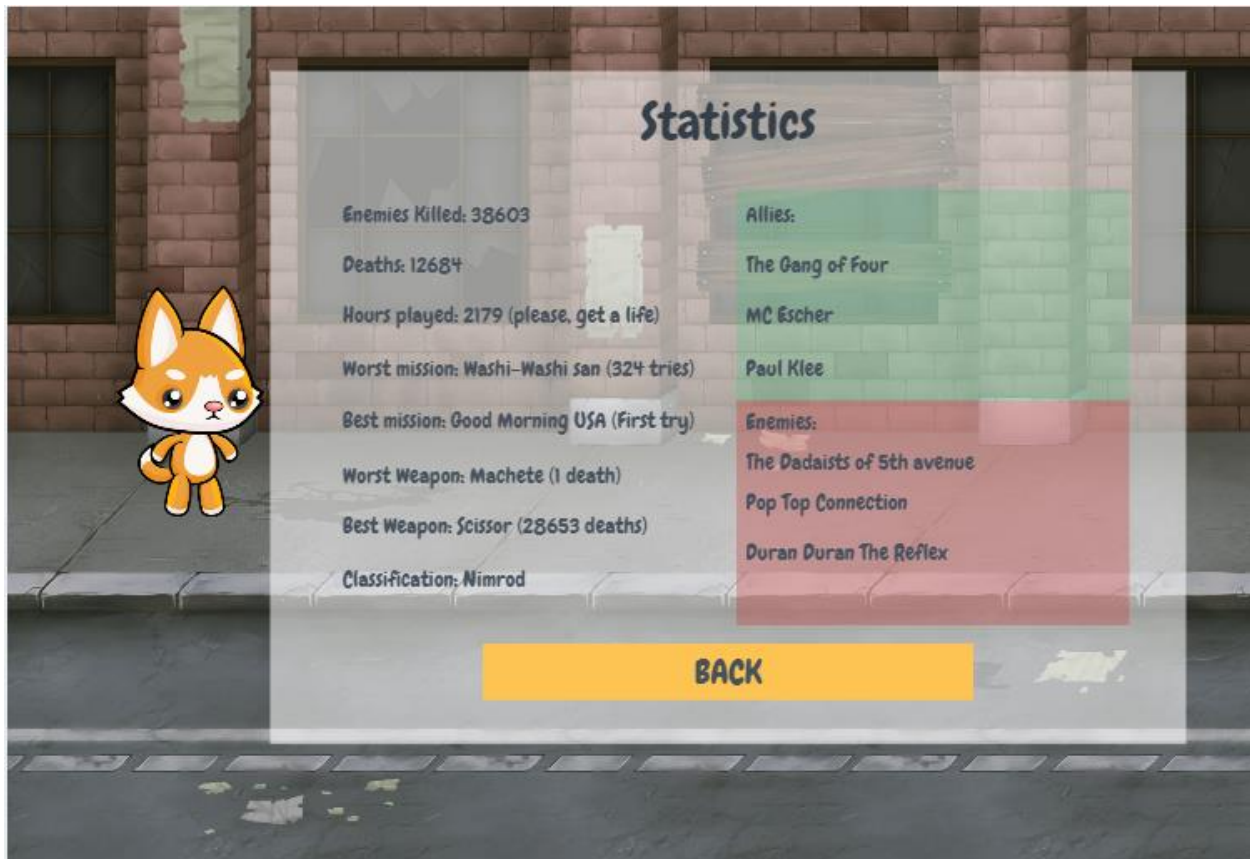 Statistics
Enemies Killed: 38603
Deaths: 12684
Hours played: 2179 (please, get a life)
Worst mission: Washi-Washi san (324 tries)
Best mission: Good Morning USA (First try)
Worst Weapon: Machete (1 death)
Best Weapon: Scissor (28653 deaths)
Classification: Nimrod
Allies:
The Gang of Four
MC Escher
Paul Klee
Enemies:
The Dadaists of 5th avenue
Pop Top Connection
Duran Duran The Reflex
BACK